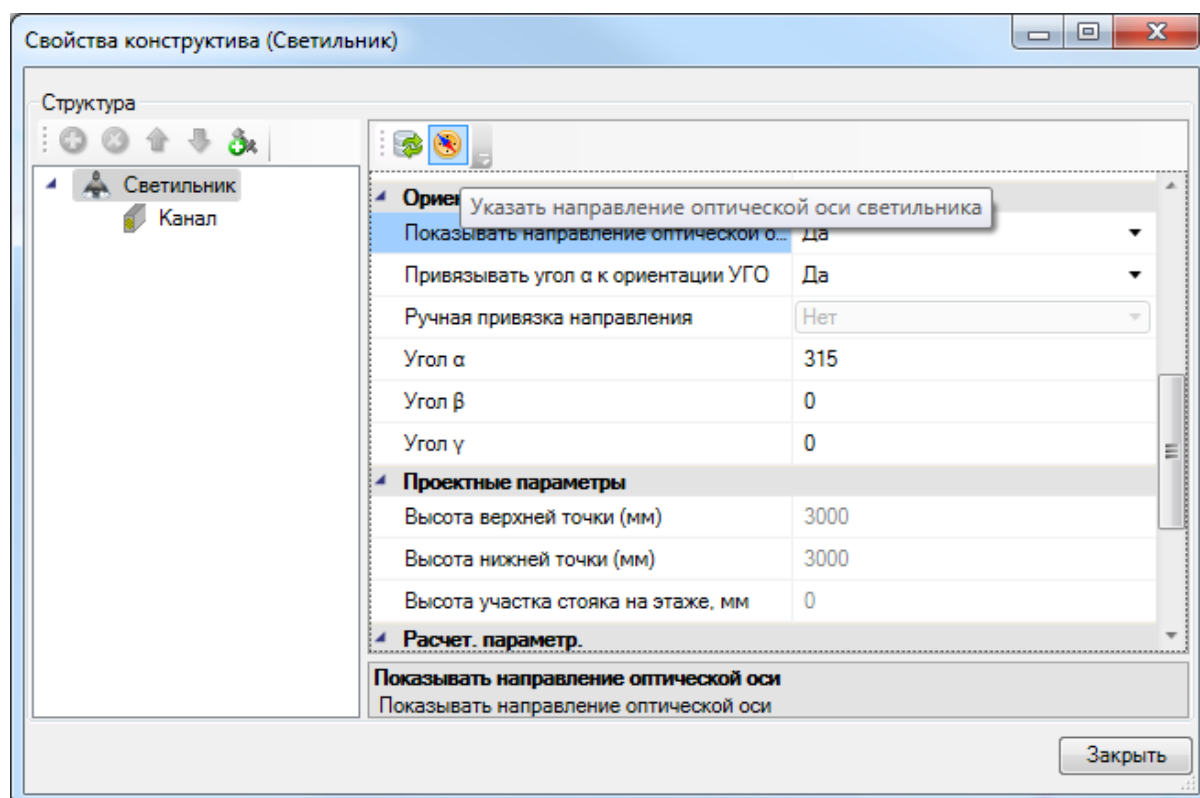 Свойства конструктива (Светильник)
Структура
Светильник
Канал
Указать направление оптической оси светильника
Показывать направление оптической о... Да
Привязывать угол α к ориентации УГО Да
Ручная привязка направления Нет
Угол α 315
Угол β 0
Угол γ 0
Проектные параметры
Высота верхней точки (мм) 3000
Высота нижней точки (мм) 3000
Высота участка стояка на этаже, мм 0
Расчет. параметр.
Показывать направление оптической оси
Показывать направление оптической оси
Закрыть